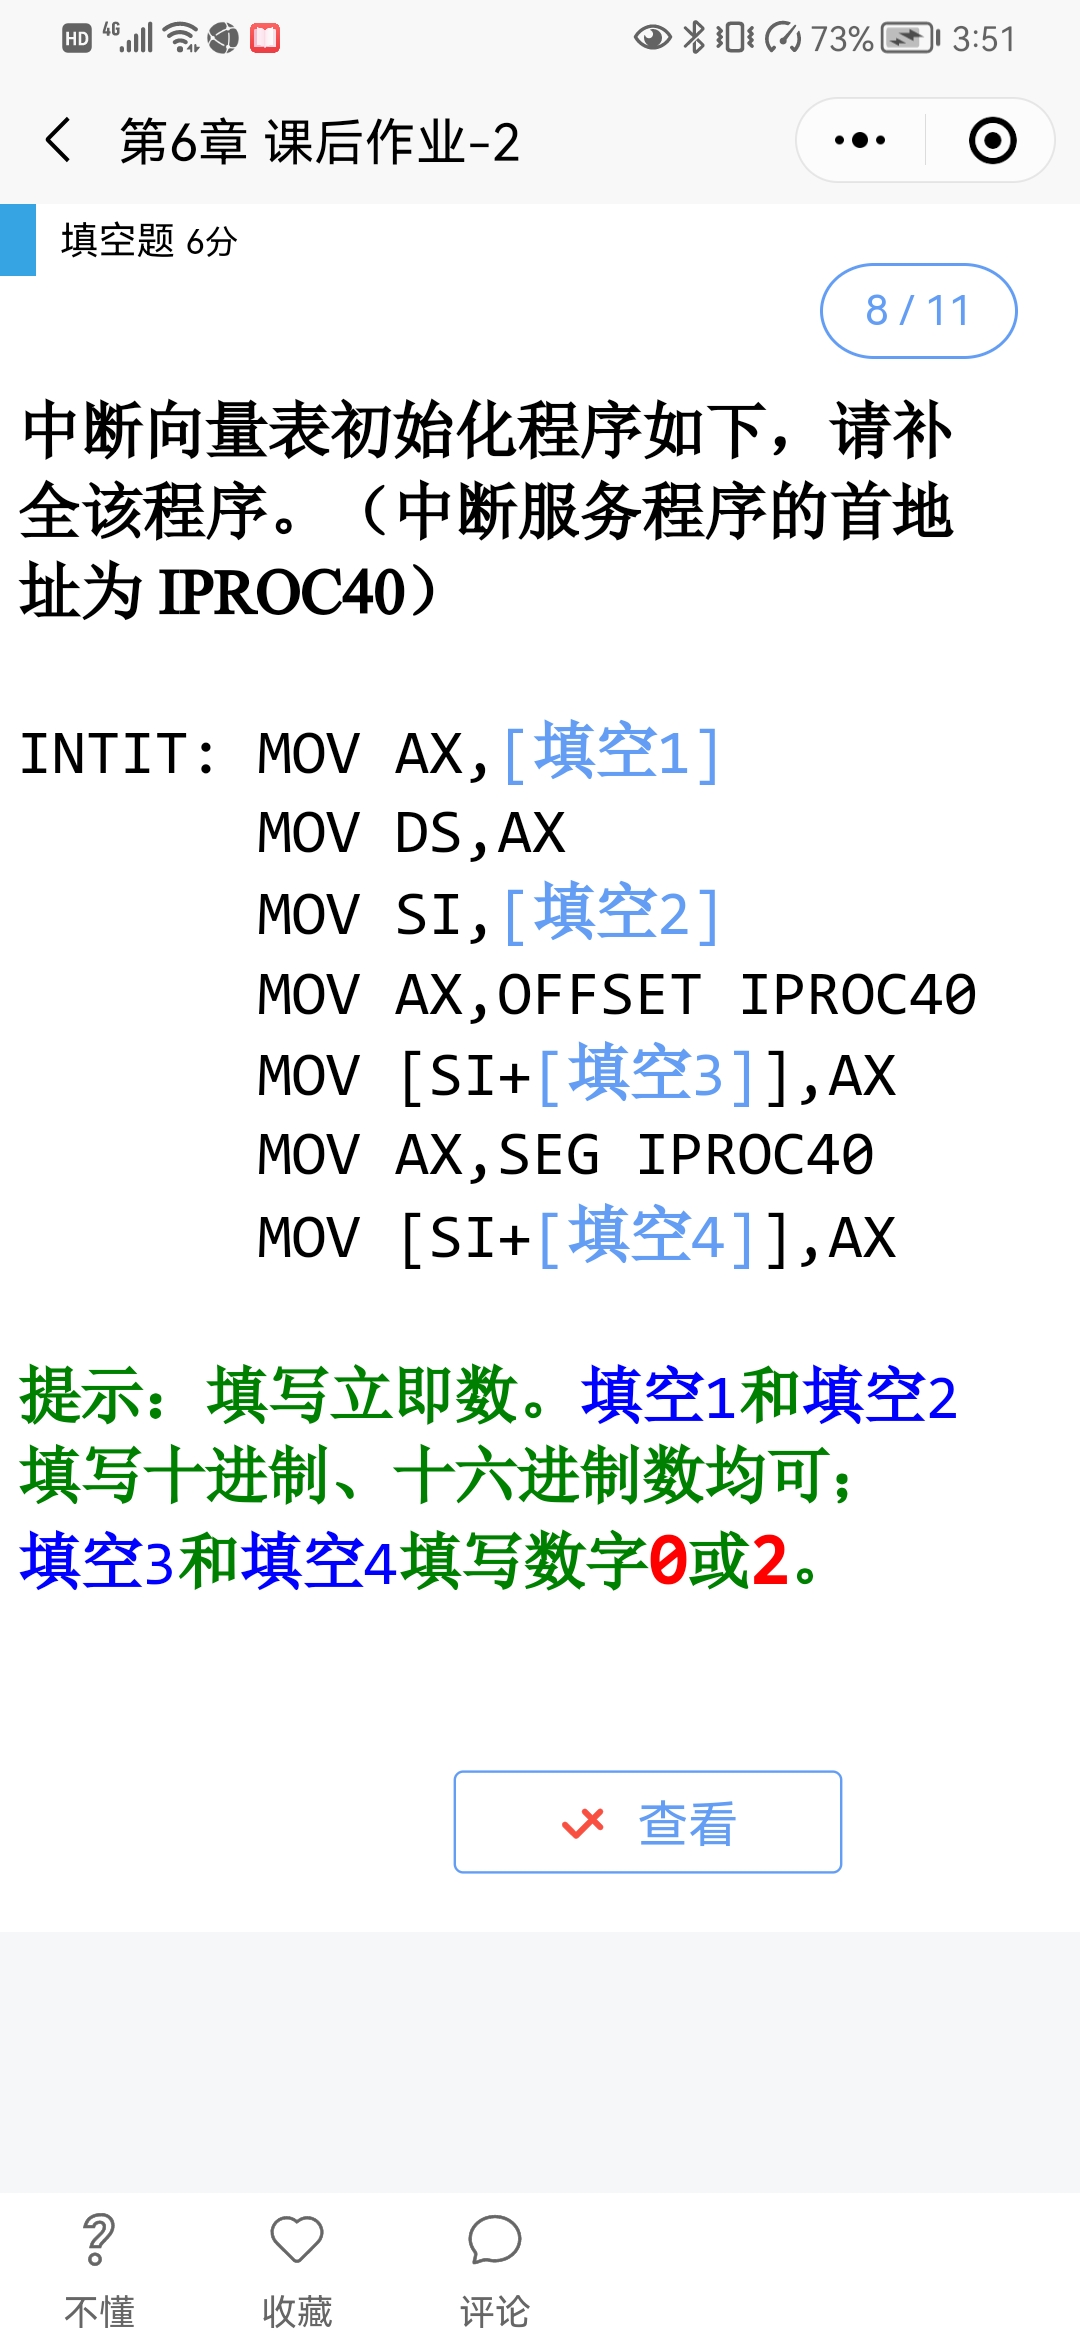 HD 4G 73% 3:51
第6章 课后作业-2
填空题 6分
8 / 11
中断向量表初始化程序如下，请补
全该程序。（中断服务程序的首地
址为 IPROC40）
INTIT: MOV AX,[填空1]
MOV DS,AX
MOV SI,[填空2]
MOV AX,OFFSET IPROC40
MOV [SI+[填空3]],AX
MOV AX,SEG IPROC40
MOV [SI+[填空4]],AX
提示：填写立即数。填空1和填空2
填写十进制、十六进制数均可；
填空3和填空4填写数字0或2。
查看
不懂 收藏 评论